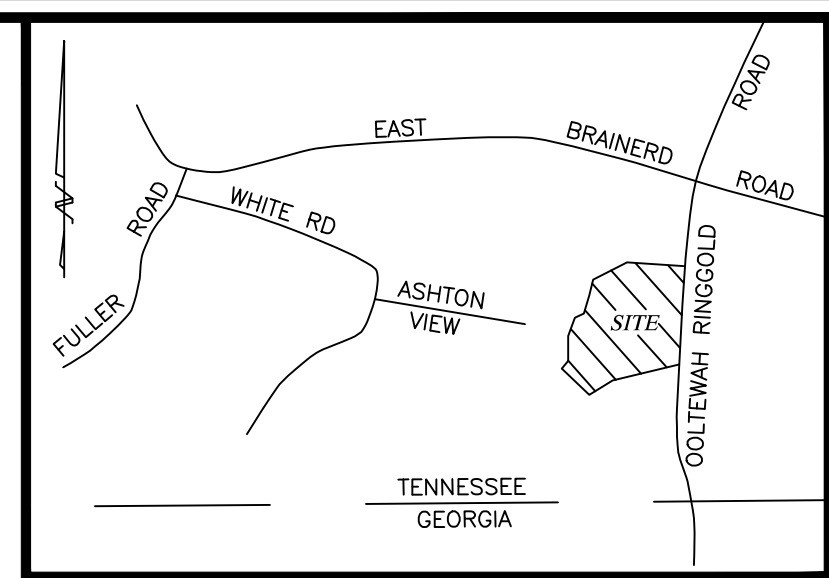 ROAD
EAST
BRAINERD
ROAD
ROAD
WHITE RD
N
OOLTEWAH RINGGOLD
ASHTON
VIEW
SITE
FULLER
TENNESSEE
GEORGIA